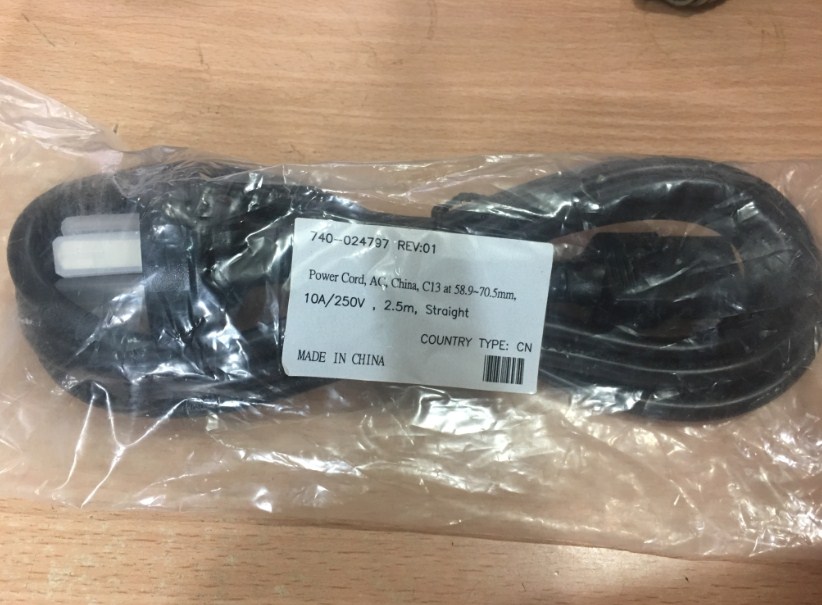 740-024797 REV:01
Power Cord, AC, China, C13 at 58.9~70.5mm,
10A/250V , 2.5m, Straight
COUNTRY TYPE: CN
MADE IN CHINA